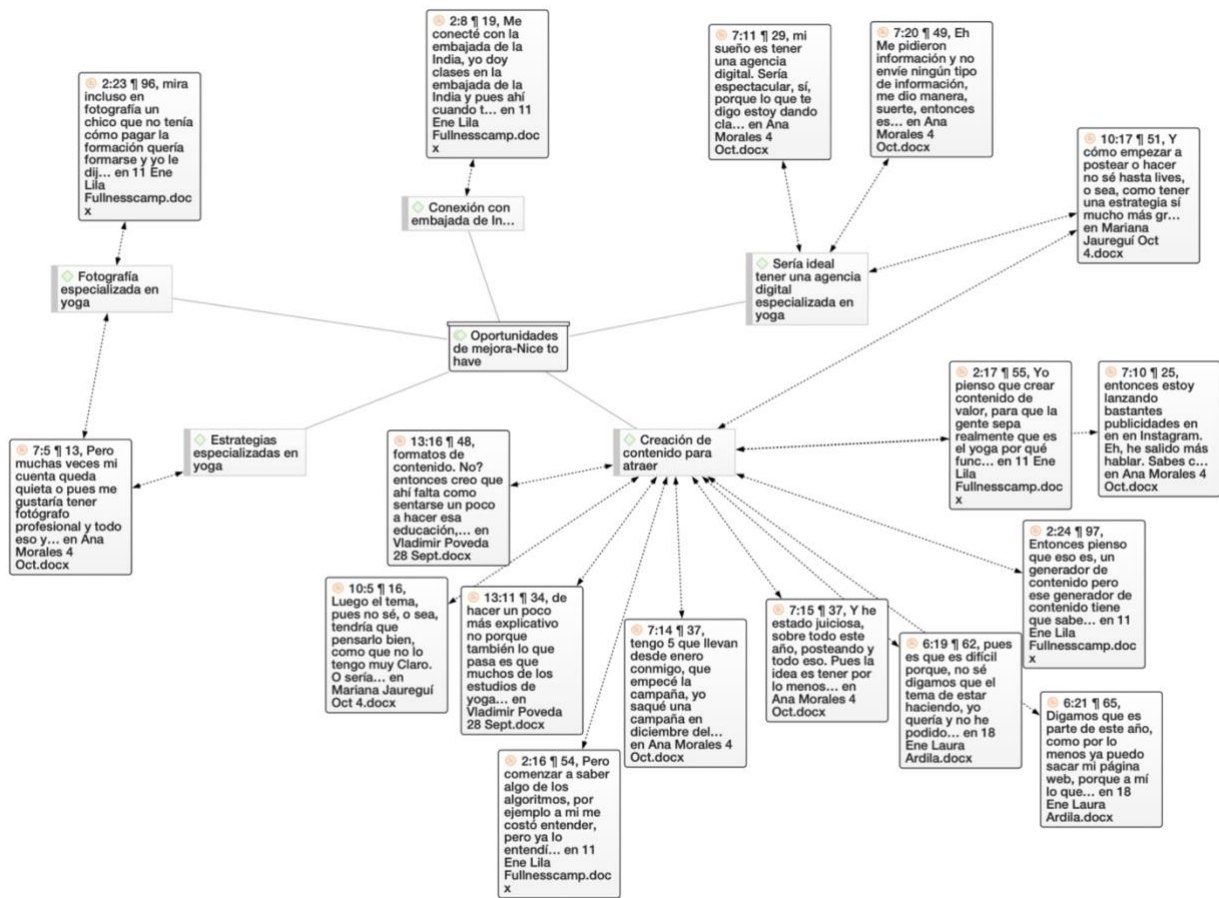 2:8 ¶ 19, Me
conecté con la
embajada de la
India, yo doy
clases en la
embajada de la
India y pues ahí
cuando t… en 11
Ene Lila
Fullnesscamp.doc
x
7:11 ¶ 29, mi
sueño es tener
una agencia
digital. Sería
espectacular, sí,
porque lo que te
digo estoy dando
cla… en Ana
Morales 4
Oct.docx
7:20 ¶ 49, Eh
Me pidieron
información y no
envíe ningún tipo
de información,
me dio manera,
suerte, entonces
es… en Ana
Morales 4
Oct.docx
2:23 ¶ 96, mira
incluso en
fotografía un
chico que no tenía
cómo pagar la
formación quería
formarse y yo le
dij… en 11 Ene
Lila
Fullnesscamp.doc
x
10:17 ¶ 51, Y
cómo empezar a
postear o hacer
no sé hasta lives,
o sea, como tener
una estrategia sí
mucho más gr…
en Mariana
Jaureguí Oct
4.docx
Conexión con
embajada de In…
Fotografía
especializada en
yoga
Sería ideal
tener una agencia
digital
especializada en
yoga
Oportunidades
de mejora-Nice to
have
2:17 ¶ 55, Yo
pienso que crear
contenido de
valor, para que la
gente sepa
realmente que es
el yoga por qué
func… en 11 Ene
Lila
Fullnesscamp.doc
x
7:10 ¶ 25,
entonces estoy
lanzando
bastantes
publicidades en
en en Instagram.
Eh, he salido más
hablar. Sabes c…
en Ana Morales 4
Oct.docx
7:5 ¶ 13, Pero
muchas veces mi
cuenta queda
quieta o pues me
gustaría tener
fotógrafo
profesional y todo
eso y… en Ana
Morales 4
Oct.docx
Estrategias
especializadas en
yoga
13:16 ¶ 48,
formatos de
contenido. No?
entonces creo que
ahí falta como
sentarse un poco
a hacer esa
educación,… en
Vladimir Poveda
28 Sept.docx
Creación de
contenido para
atraer
2:24 ¶ 97,
Entonces pienso
que eso es, un
generador de
contenido pero
ese generador de
contenido tiene
que sabe… en 11
Ene Lila
Fullnesscamp.doc
x
10:5 ¶ 16,
Luego el tema,
pues no sé, o sea,
tendría que
pensarlo bien,
como que no lo
tengo muy Claro.
O sería… en
Mariana Jaureguí
Oct 4.docx
13:11 ¶ 34, de
hacer un poco
más explicativo
no porque
también lo que
pasa es que
muchos de los
estudios de
yoga… en
Vladimir Poveda
28 Sept.docx
7:14 ¶ 37,
tengo 5 que llevan
desde enero
conmigo, que
empecé la
campaña, yo
saqué una
campaña en
diciembre del…
en Ana Morales 4
Oct.docx
7:15 ¶ 37, Y he
estado juiciosa,
sobre todo este
año, posteando y
todo eso. Pues la
idea es tener por
lo menos… en
Ana Morales 4
Oct.docx
6:19 ¶ 62, pues
es que es difícil
porque, no sé
digamos que el
tema de estar
haciendo, yo
quería y no he
podido… en 18
Ene Laura
Ardila.docx
6:21 ¶ 65,
Digamos que es
parte de este año,
como por lo
menos ya puedo
sacar mi página
web, porque a mí
lo que… en 18
Ene Laura
Ardila.docx
2:16 ¶ 54, Pero
comenzar a saber
algo de los
algoritmos, por
ejemplo a mi me
costó entender,
pero ya lo
entendí… en 11
Ene Lila
Fullnesscamp.doc
x